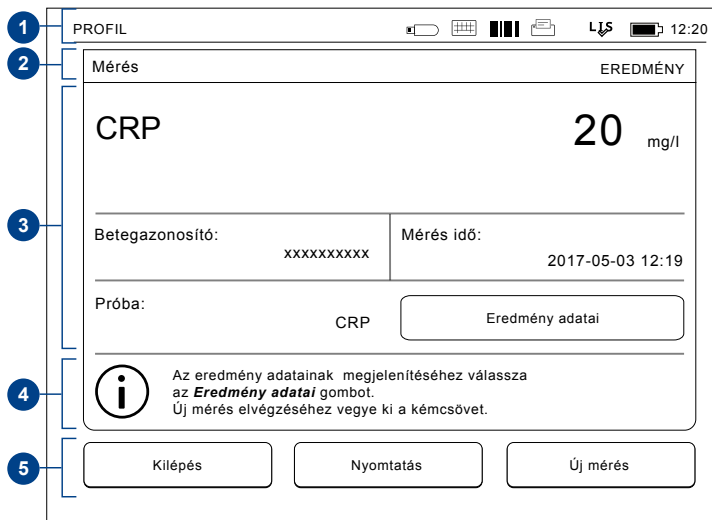 1 PROFIL LIS 12:20
2 Mérés EREDMÉNY
CRP 20 mg/l
3 Betegazonosító: xxxxxxxxxx Mérés idő: 2017-05-03 12:19
Próba: CRP Eredmény adatai
4 Az eredmény adatainak megjelenítéséhez válassza
az Eredmény adatai gombot.
Új mérés elvégzéséhez vegye ki a kémcsövet.
5 Kilépés Nyomtatás Új mérés